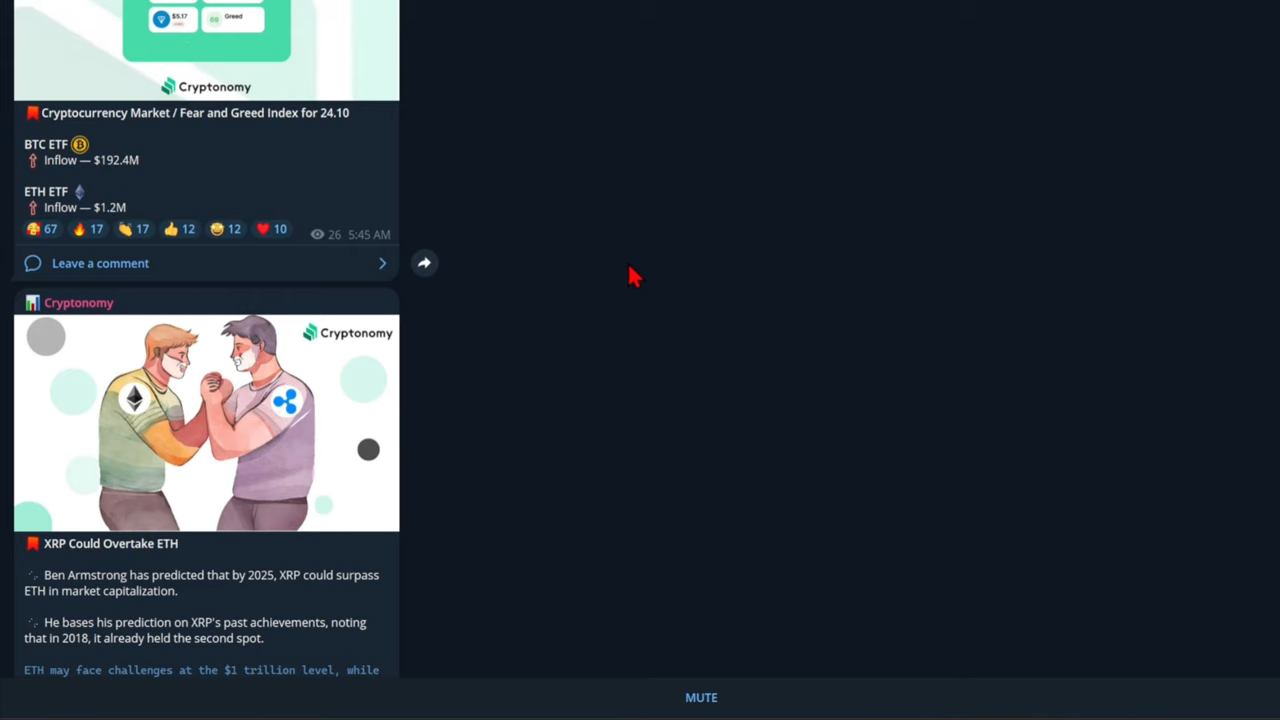 $5.17
69
Greed
Cryptonomy
Cryptocurrency Market / Fear and Greed Index for 24.10
BTC ETF
Inflow — $192.4M
ETH ETF
Inflow — $1.2M
67 17 17 12 12 10
26 5:45 AM
Leave a comment
Cryptonomy
Cryptonomy
XRP Could Overtake ETH
Ben Armstrong has predicted that by 2025, XRP could surpass
ETH in market capitalization.
He bases his prediction on XRP's past achievements, noting
that in 2018, it already held the second spot.
ETH may face challenges at the $1 trillion level, while
MUTE